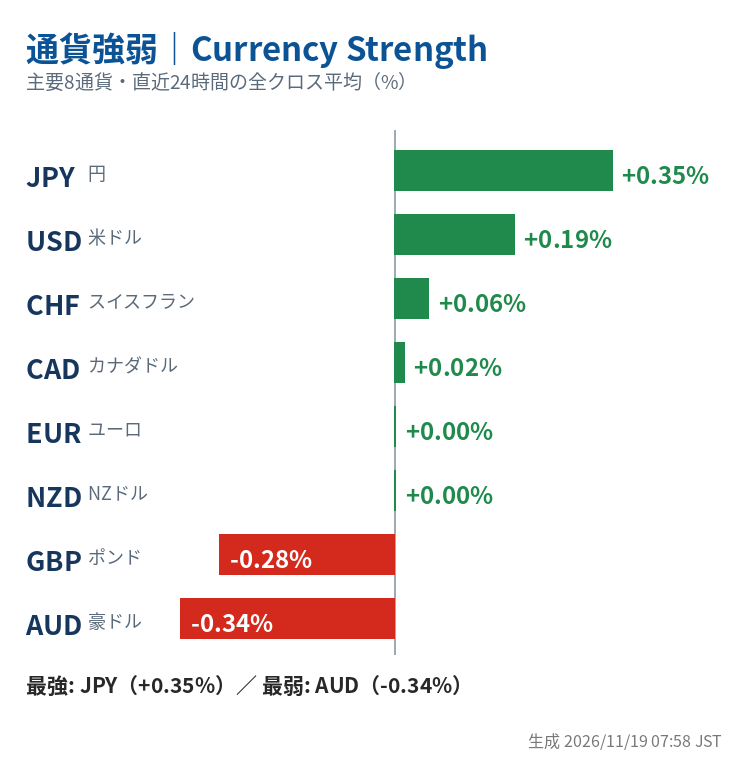 通貨強弱｜Currency Strength
主要8通貨・直近24時間の全クロス平均（%）
JPY 円 +0.35%
USD 米ドル +0.19%
CHF スイスフラン +0.06%
CAD カナダドル +0.02%
EUR ユーロ +0.00%
NZD NZドル +0.00%
GBP ポンド -0.28%
AUD 豪ドル -0.34%
最強: JPY（+0.35%）／ 最弱: AUD（-0.34%）
生成 2026/11/19 07:58 JST